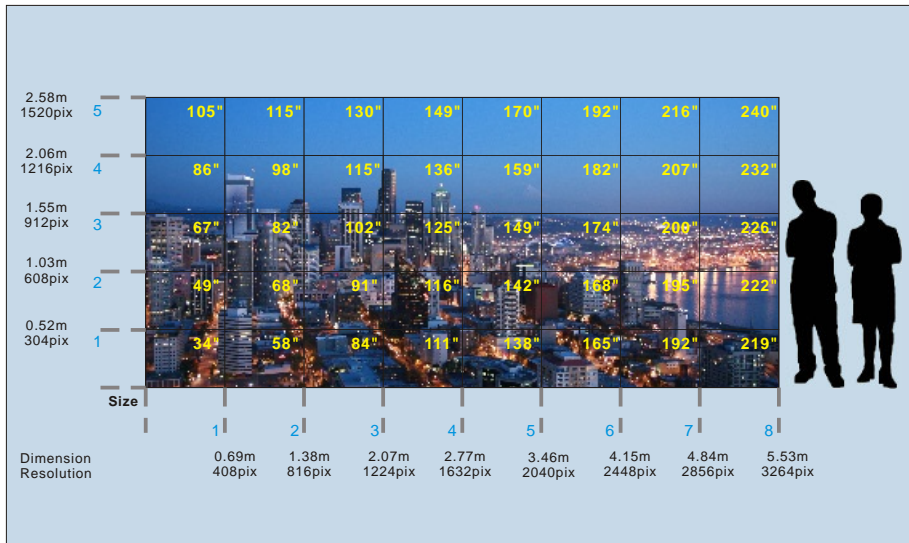 2.58m
1520pix 5 105" 115" 130" 149" 170" 192" 216" 240"
2.06m
1216pix 4 86" 98" 115" 136" 159" 182" 207" 232"
1.55m
912pix 3 67" 82" 102" 125" 149" 174" 200" 226"
1.03m
608pix 2 49" 68" 91" 116" 142" 168" 195" 222"
0.52m
304pix 1 34" 58" 84" 111" 138" 165" 192" 219"
Size
1 2 3 4 5 6 7 8
Dimension 0.69m 1.38m 2.07m 2.77m 3.46m 4.15m 4.84m 5.53m
Resolution 408pix 816pix 1224pix 1632pix 2040pix 2448pix 2856pix 3264pix